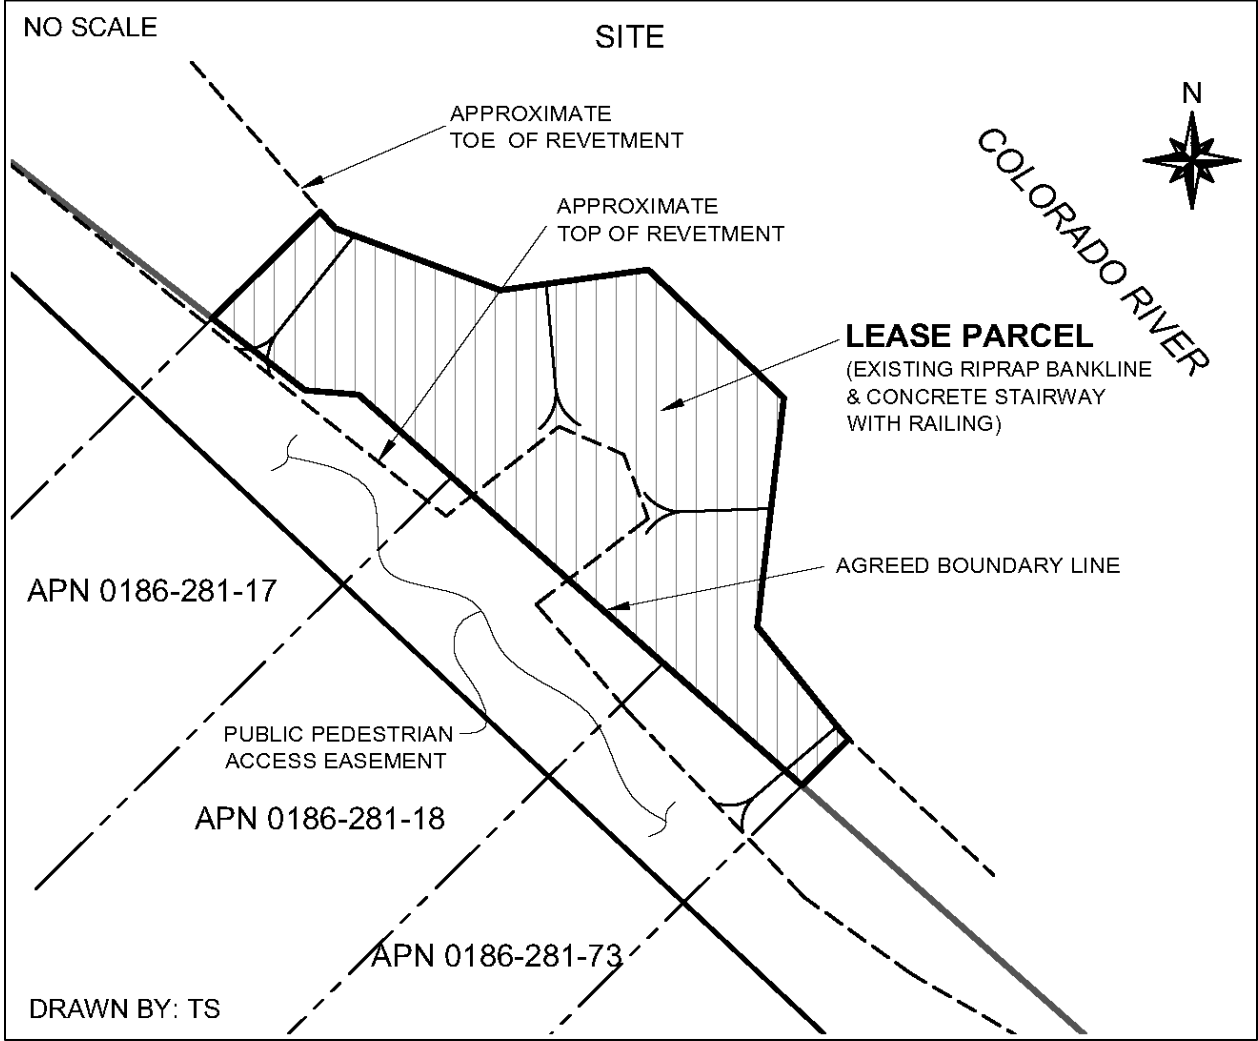 NO SCALE
SITE
N
APPROXIMATE
TOE OF REVETMENT
COLORADO RIVER
APPROXIMATE
TOP OF REVETMENT
LEASE PARCEL
(EXISTING RIPRAP BANKLINE
& CONCRETE STAIRWAY
WITH RAILING)
AGREED BOUNDARY LINE
APN 0186-281-17
PUBLIC PEDESTRIAN
ACCESS EASEMENT
APN 0186-281-18
APN 0186-281-73
DRAWN BY: TS